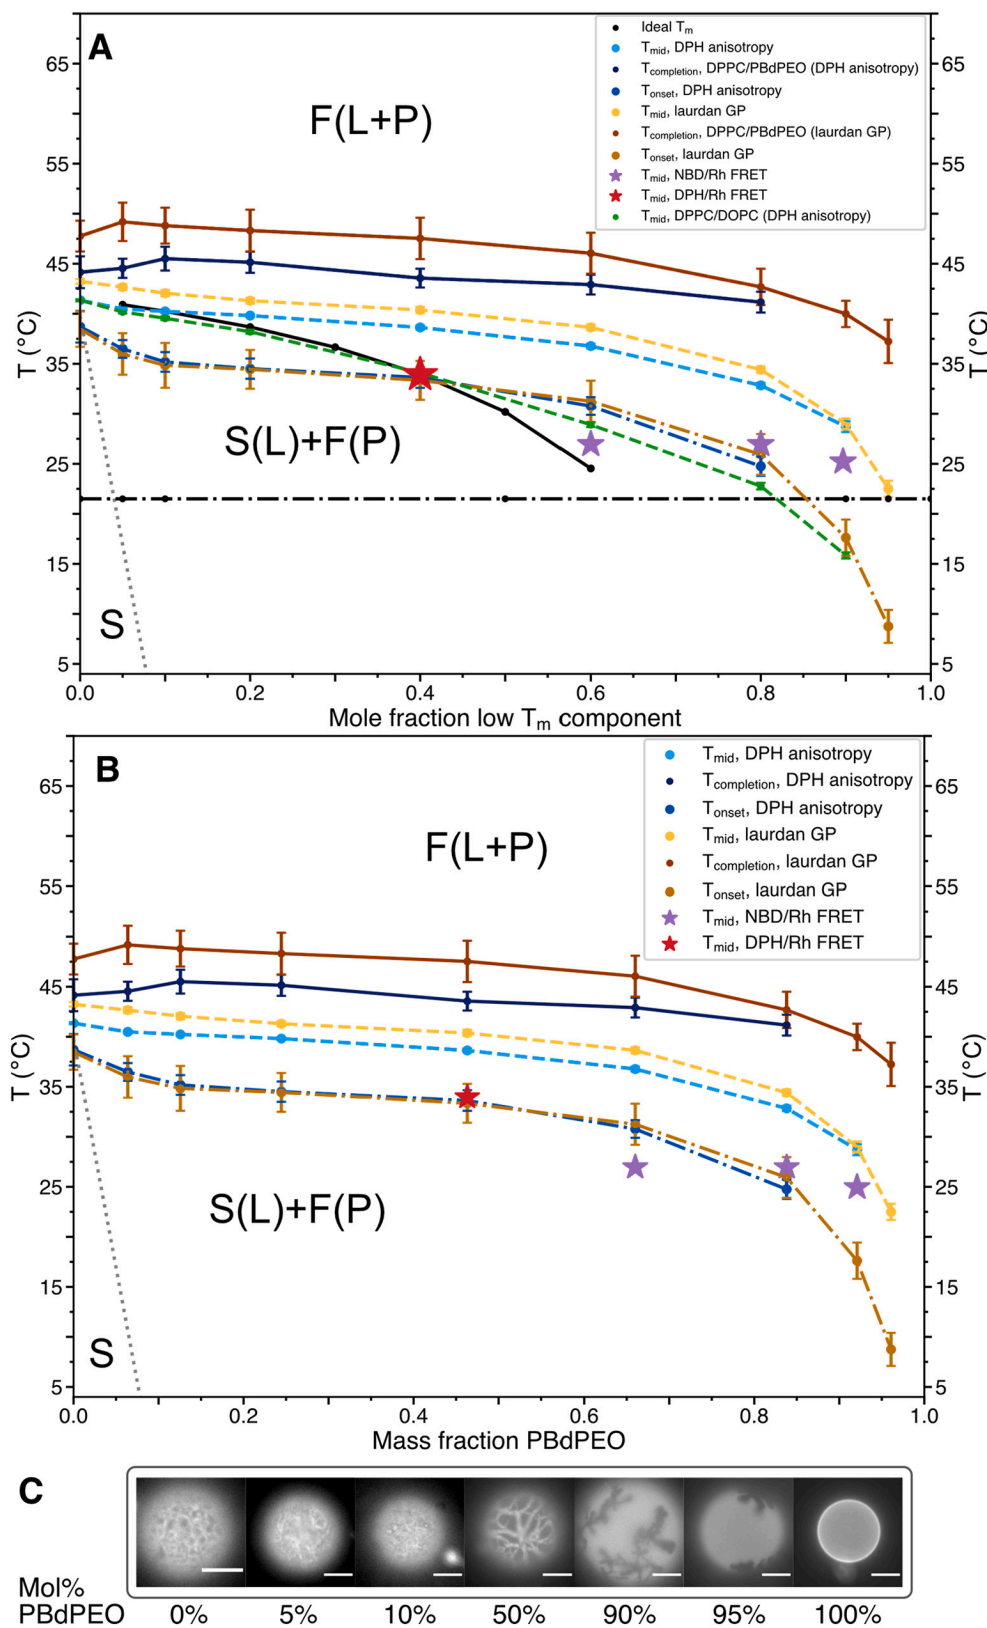 A
Ideal Tm
Tmid, DPH anisotropy
Tcompletion, DPPC/PBdPEO (DPH anisotropy)
Tonset, DPH anisotropy
Tmid, laurdan GP
Tcompletion, DPPC/PBdPEO (laurdan GP)
Tonset, laurdan GP
Tmid, NBD/Rh FRET
Tmid, DPH/Rh FRET
Tmid, DPPC/DOPC (DPH anisotropy)
F(L+P)
S(L)+F(P)
S
65 65
55 55
45 45
35 35
25 25
15 15
5 5
T (°C) T (°C)
0.0 0.2 0.4 0.6 0.8 1.0
Mole fraction low Tm component
B
Tmid, DPH anisotropy
Tcompletion, DPH anisotropy
Tonset, DPH anisotropy
Tmid, laurdan GP
Tcompletion, laurdan GP
Tonset, laurdan GP
Tmid, NBD/Rh FRET
Tmid, DPH/Rh FRET
F(L+P)
S(L)+F(P)
S
65 65
55 55
45 45
35 35
25 25
15 15
5 5
T (°C) T (°C)
0.0 0.2 0.4 0.6 0.8 1.0
Mass fraction PBdPEO
C
Mol%
PBdPEO 0% 5% 10% 50% 90% 95% 100%